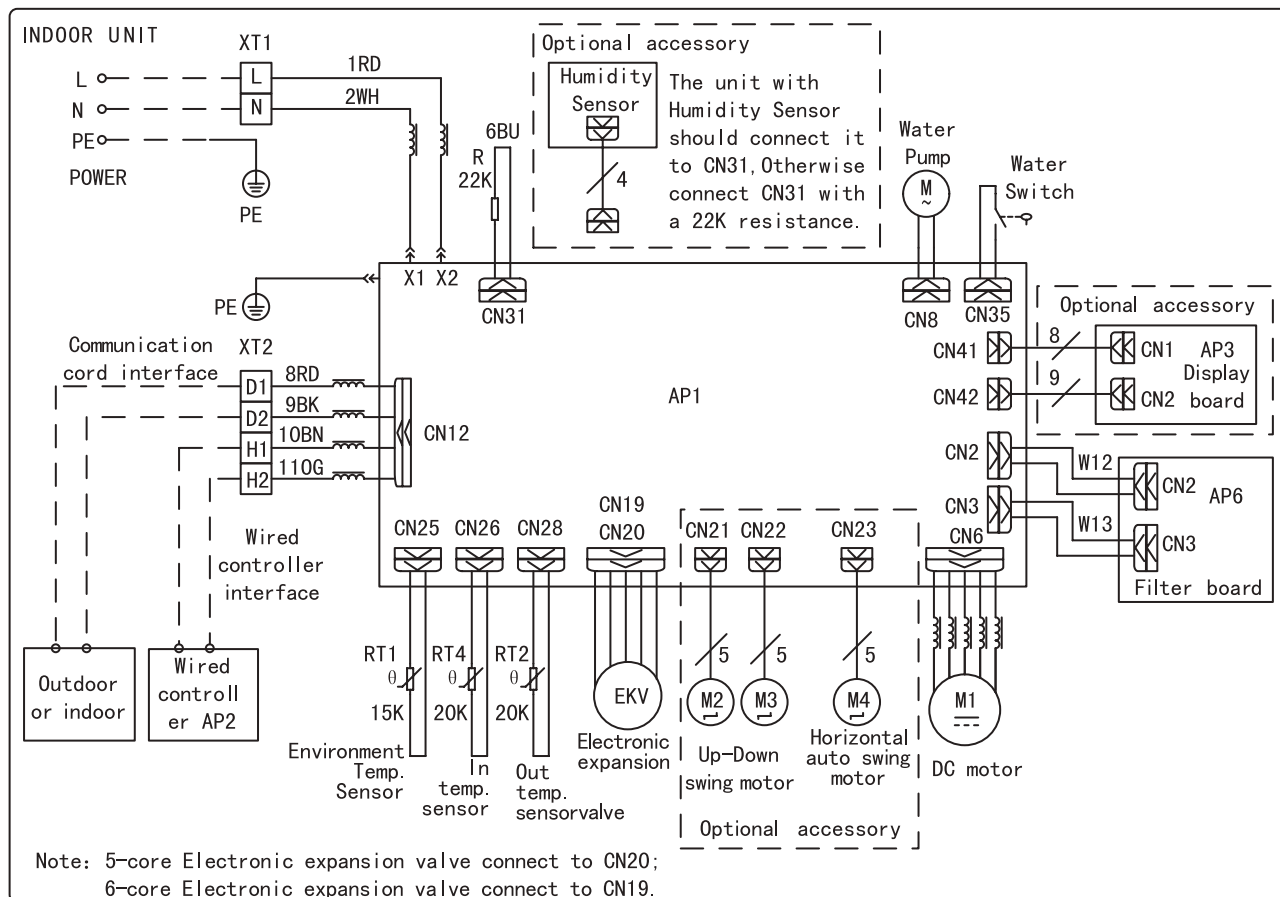 INDOOR UNIT
XT1
L
L
1RD
N
N
2WH
PE
POWER
PE
R
22K
6BU
Optional accessory
Humidity
Sensor
4
The unit with
Humidity Sensor
should connect it
to CN31, Otherwise
connect CN31 with
a 22K resistance.
Water
Pump
M
~
Water
Switch
X1 X2
CN31
CN8
CN35
PE
AP1
XT2
Communication
cord interface
D1
8RD
D2
9BK
H1
10BN
H2
11OG
CN12
Wired
controller
interface
Outdoor
or indoor
Wired
controll
er AP2
Optional accessory
CN41
8
CN1
AP3
Display
board
CN42
9
CN2
CN2
W12
CN2
AP6
CN3
W13
CN3
Filter board
CN25
CN26
CN28
CN19
CN20
CN21
CN22
CN23
CN6
RT1
θ
15K
RT4
θ
20K
RT2
θ
20K
Environment
Temp.
Sensor
In
temp.
sensor
Out
temp.
sensorvalve
EKV
Electronic
expansion
5
M2
5
M3
Up-Down
swing motor
5
M4
Horizontal
auto swing
motor
Optional accessory
M1
DC motor
Note: 5-core Electronic expansion valve connect to CN20;
6-core Electronic expansion valve connect to CN19.